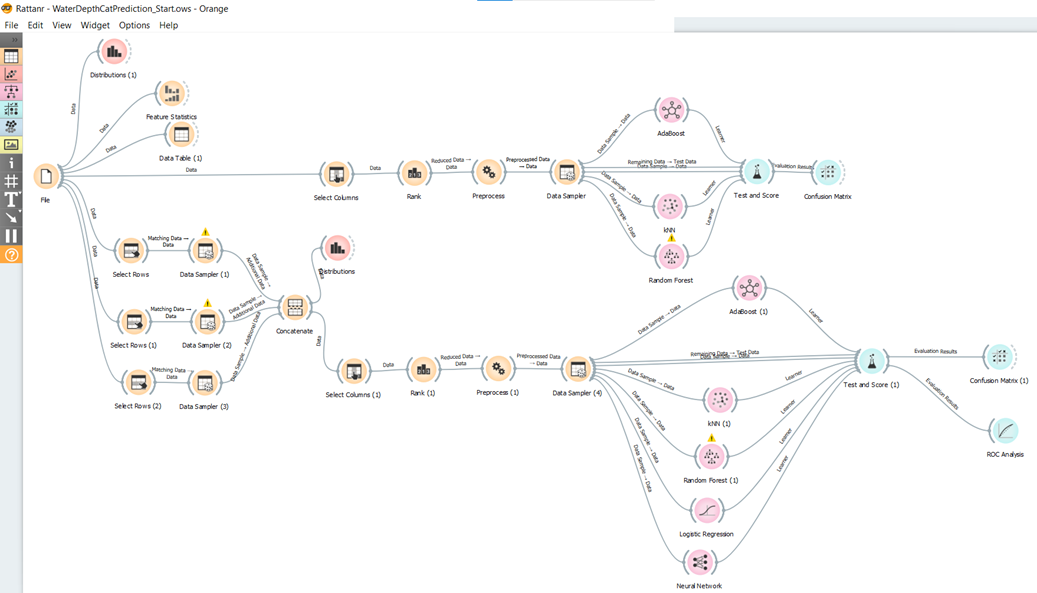 Rattanr - WaterDepthCatPrediction_Start.ows - Orange
File Edit View Widget Options Help
Distributions (1)
Data
Feature Statistics
Data
Data Table (1)
Data
File
Data
Select Columns
Data
Rank
Reduced Data →
Data
Preprocess
Preprocessed Data
→ Data
Data Sampler
Data Sample → Data
AdaBoost
Learner
Remaining Data → Test Data
Data Sample → Data
Data Sample → Data
kNN
Learner
Data Sample → Data
Random Forest
Learner
Test and Score
Evaluation Results
Confusion Matrix
Data
Select Rows
Matching Data →
Data
Data Sampler (1)
Data Sample →
Additional Data
Data
Select Rows (1)
Matching Data →
Data
Data Sampler (2)
Data Sample →
Additional Data
Data
Select Rows (2)
Matching Data →
Data
Data Sampler (3)
Data Sample → Additional Data
Concatenate
Data
Distributions
Data
Select Columns (1)
Data
Rank (1)
Reduced Data →
Data
Preprocess (1)
Preprocessed Data
→ Data
Data Sampler (4)
Data Sample → Data
AdaBoost (1)
Learner
Remaining Data → Test Data
Data Sample → Data
Data Sample → Data
kNN (1)
Learner
Data Sample → Data
Random Forest (1)
Learner
Data Sample → Data
Logistic Regression
Learner
Data Sample → Data
Neural Network
Learner
Test and Score (1)
Evaluation Results
Confusion Matrix (1)
Evaluation Results
ROC Analysis